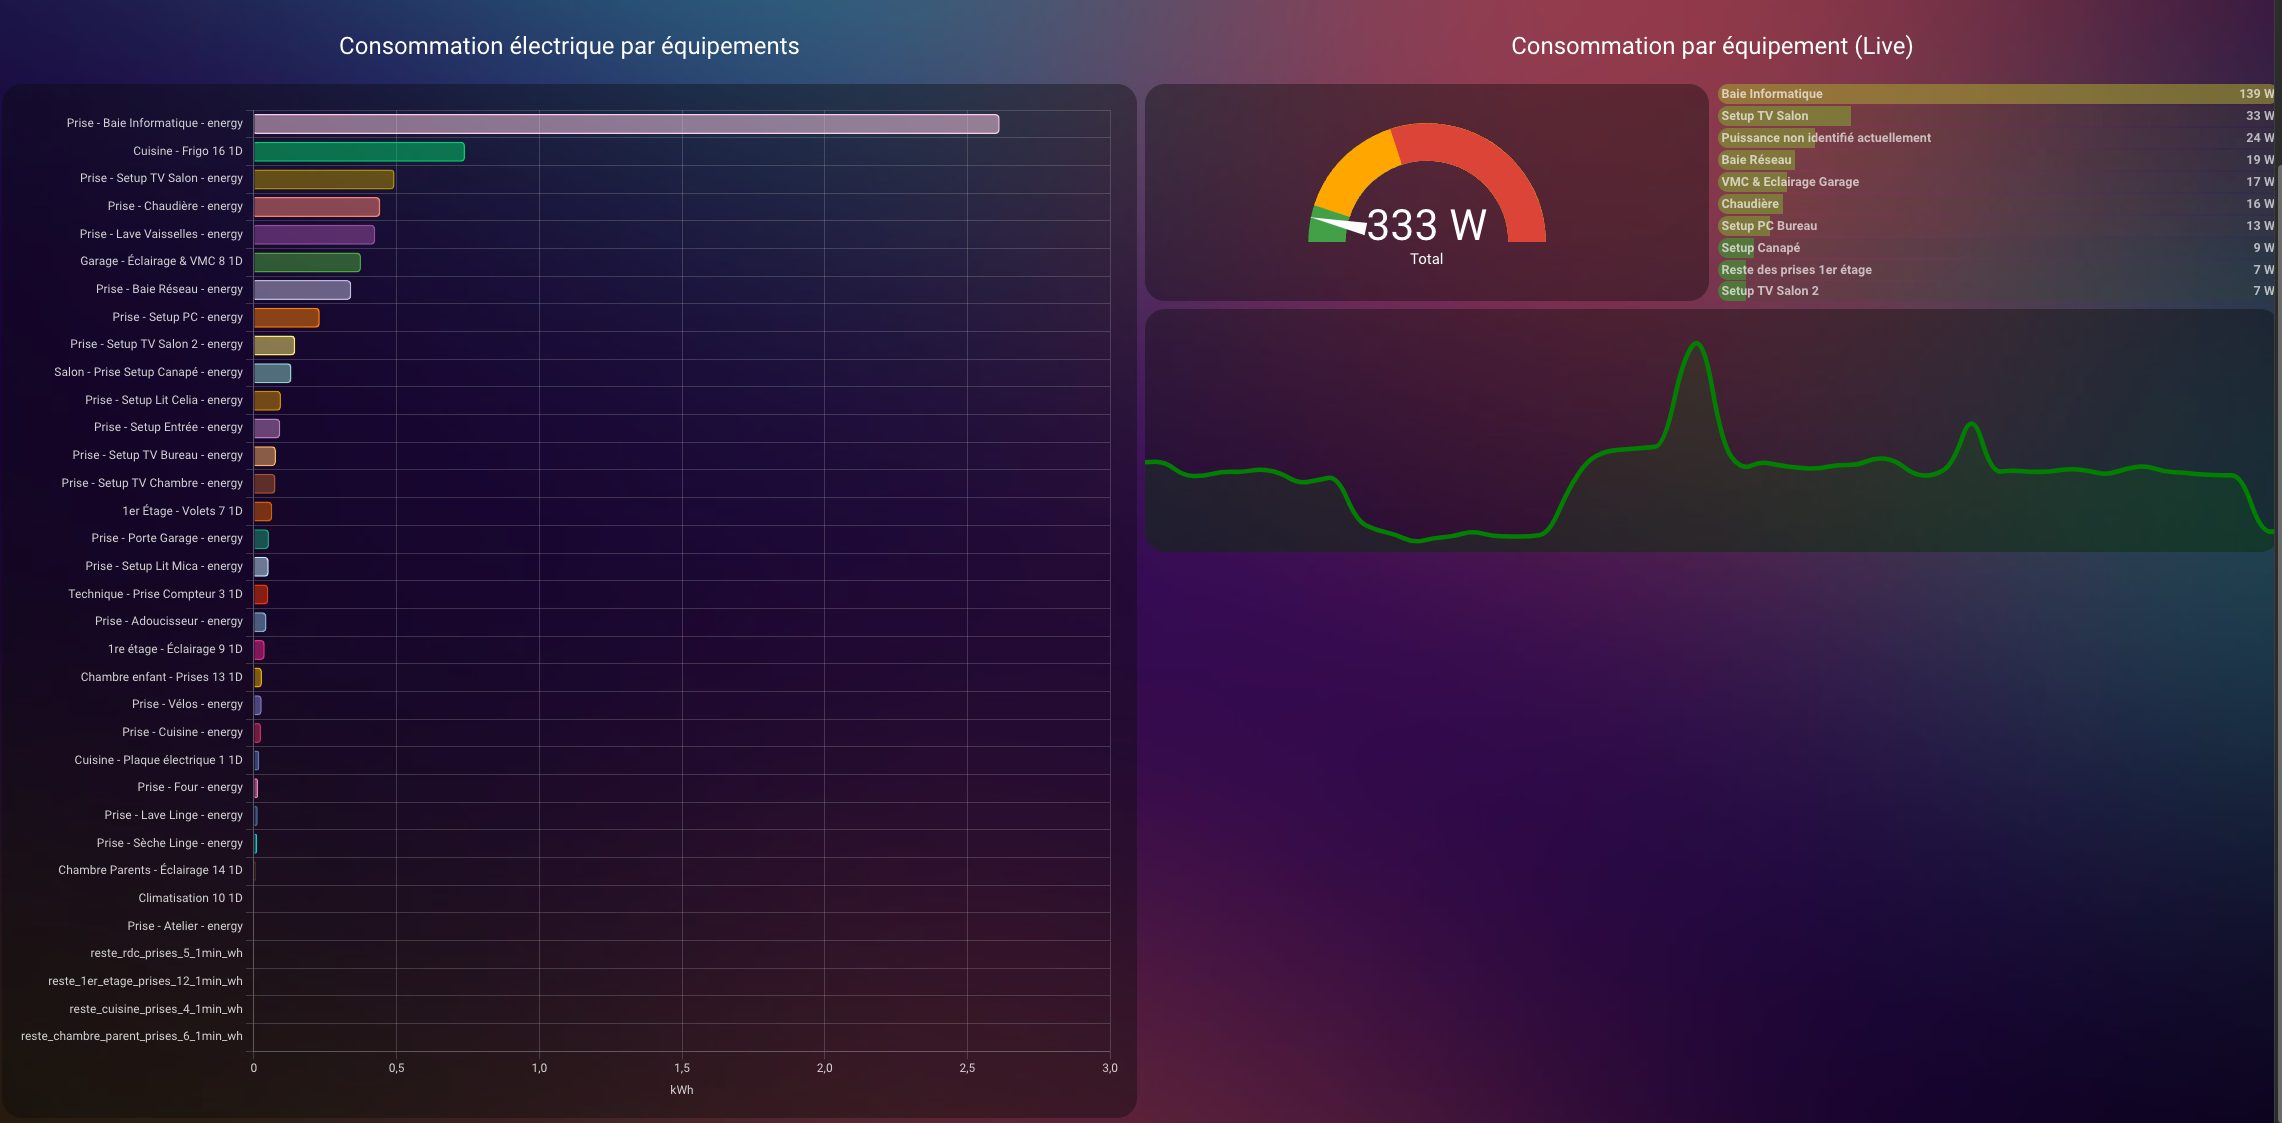 Consommation électrique par équipements
Prise - Baie Informatique - energy
Cuisine - Frigo 16 1D
Prise - Setup TV Salon - energy
Prise - Chaudière - energy
Prise - Lave Vaisselles - energy
Garage - Éclairage & VMC 8 1D
Prise - Baie Réseau - energy
Prise - Setup PC - energy
Prise - Setup TV Salon 2 - energy
Salon - Prise Setup Canapé - energy
Prise - Setup Lit Celia - energy
Prise - Setup Entrée - energy
Prise - Setup TV Bureau - energy
Prise - Setup TV Chambre - energy
1er Étage - Volets 7 1D
Prise - Porte Garage - energy
Prise - Setup Lit Mica - energy
Technique - Prise Compteur 3 1D
Prise - Adoucisseur - energy
1re étage - Éclairage 9 1D
Chambre enfant - Prises 13 1D
Prise - Vélos - energy
Prise - Cuisine - energy
Cuisine - Plaque électrique 1 1D
Prise - Four - energy
Prise - Lave Linge - energy
Prise - Sèche Linge - energy
Chambre Parents - Éclairage 14 1D
Climatisation 10 1D
Prise - Atelier - energy
reste_rdc_prises_5_1min_wh
reste_1er_etage_prises_12_1min_wh
reste_cuisine_prises_4_1min_wh
reste_chambre_parent_prises_6_1min_wh
0 0,5 1,0 1,5 2,0 2,5 3,0
kWh
Consommation par équipement (Live)
333 W
Total
Baie Informatique 139 W
Setup TV Salon 33 W
Puissance non identifié actuellement 24 W
Baie Réseau 19 W
VMC & Eclairage Garage 17 W
Chaudière 16 W
Setup PC Bureau 13 W
Setup Canapé 9 W
Reste des prises 1er étage 7 W
Setup TV Salon 2 7 W